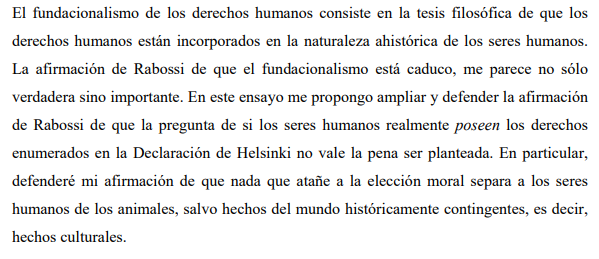 El fundacionalismo de los derechos humanos consiste en la tesis filosófica de que los
derechos humanos están incorporados en la naturaleza ahistórica de los seres humanos.
La afirmación de Rabossi de que el fundacionalismo está caduco, me parece no sólo
verdadera sino importante. En este ensayo me propongo ampliar y defender la afirmación
de Rabossi de que la pregunta de si los seres humanos realmente poseen los derechos
enumerados en la Declaración de Helsinki no vale la pena ser planteada. En particular,
defenderé mi afirmación de que nada que atañe a la elección moral separa a los seres
humanos de los animales, salvo hechos del mundo históricamente contingentes, es decir,
hechos culturales.